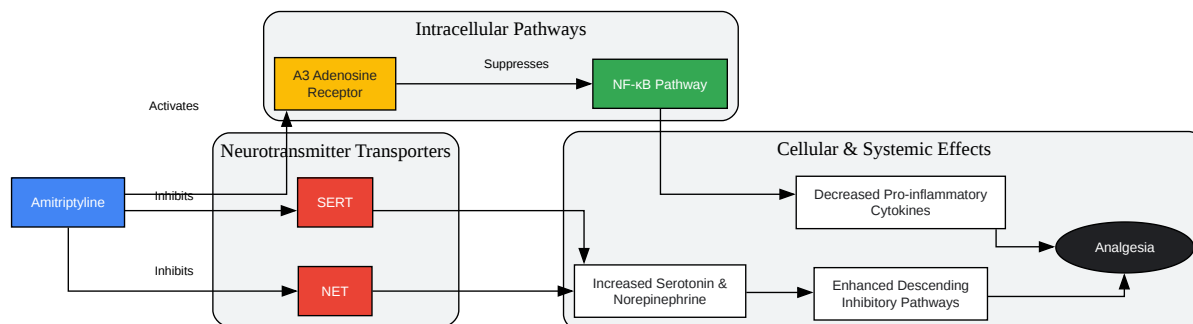 Intracellular Pathways
A3 Adenosine
Receptor
Suppresses
NF-κB Pathway
Activates
Neurotransmitter Transporters
Cellular & Systemic Effects
Amitriptyline
Inhibits
SERT
Decreased Pro-inflammatory
Cytokines
Analgesia
Inhibits
NET
Increased Serotonin &
Norepinephrine
Enhanced Descending
Inhibitory Pathways